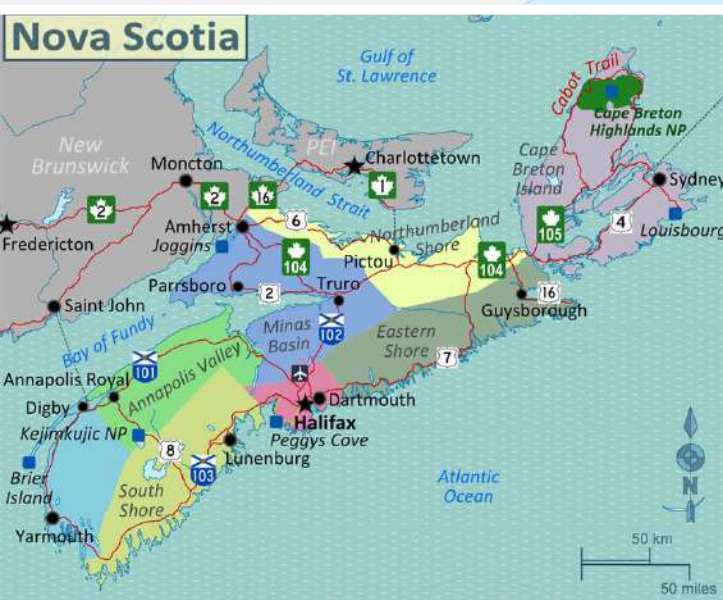 Nova Scotia
Gulf of
St. Lawrence
Cabot Trail
Cape Breton
Highlands NP
New
Brunswick
Northumberland Strait
PEI
Charlottetown
Cape
Breton
Island
Moncton
Sydney
2
2
16
1
6
Amherst
Joggins
Fredericton
Northumberland
Shore
105
4
Louisbourg
104
Pictou
104
Parrsboro
2
Truro
16
Guysborough
Saint John
Bay of Fundy
Minas
Basin
102
Eastern
Shore
7
101
Annapolis Valley
Annapolis Royal
Digby
Dartmouth
Halifax
Peggys Cove
Kejimkujic NP
8
Lunenburg
103
Brier
Island
South
Shore
Yarmouth
Atlantic
Ocean
N
50 km
50 miles